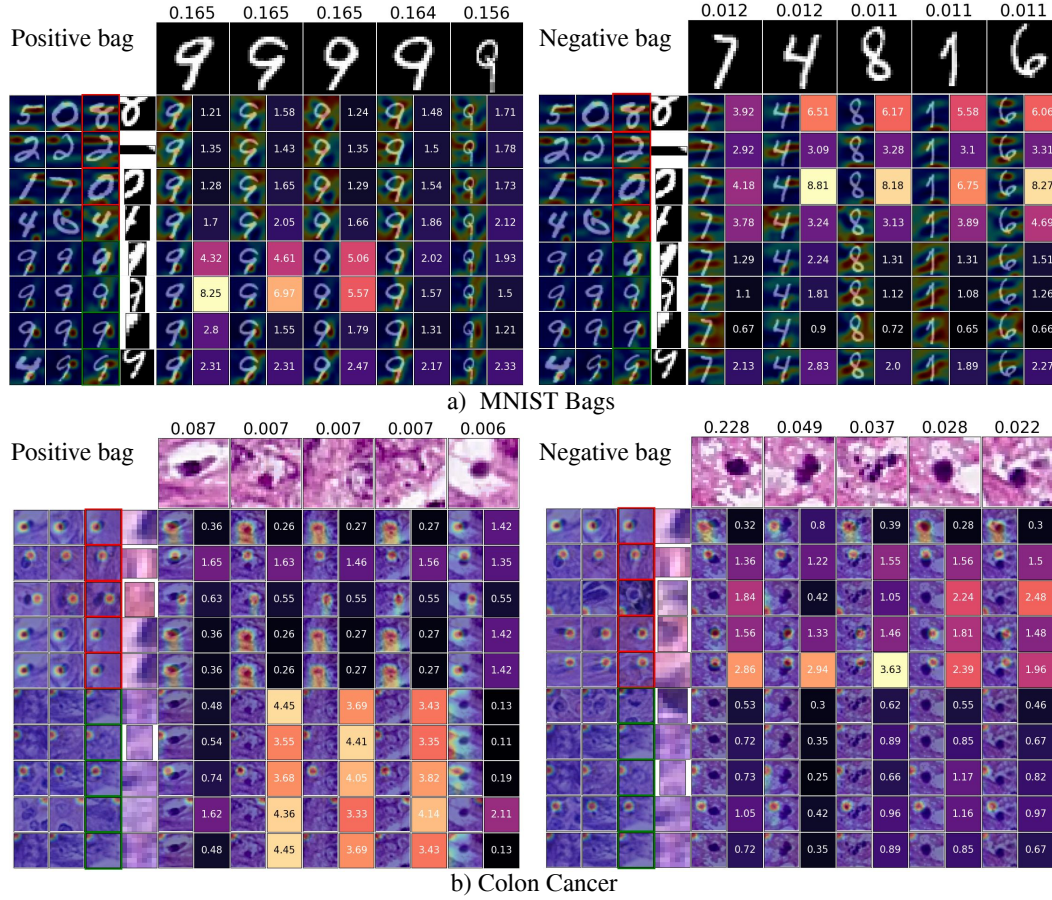 0.165 0.165 0.165 0.164 0.156
Positive bag
1.21 1.58 1.24 1.48 1.71
1.35 1.43 1.35 1.5 1.78
1.28 1.65 1.29 1.54 1.73
1.7 2.05 1.66 1.86 2.12
4.32 4.61 5.06 2.02 1.93
8.25 6.97 5.57 1.57 1.5
2.8 1.55 1.79 1.31 1.21
2.31 2.31 2.47 2.17 2.33
0.012 0.012 0.011 0.011 0.011
Negative bag
3.92 6.51 6.17 5.58 6.06
2.92 3.09 3.28 3.1 3.31
4.18 8.81 8.18 6.75 8.27
3.78 3.24 3.13 3.89 4.69
1.29 2.24 1.31 1.31 1.51
1.1 1.81 1.12 1.08 1.26
0.67 0.9 0.72 0.65 0.66
2.13 2.83 2.0 1.89 2.27
a) MNIST Bags
0.087 0.007 0.007 0.007 0.006
Positive bag
0.36 0.26 0.27 0.27 1.42
1.65 1.63 1.46 1.56 1.35
0.63 0.55 0.55 0.55 0.55
0.36 0.26 0.27 0.27 1.42
0.36 0.26 0.27 0.27 1.42
0.48 4.45 3.69 3.43 0.13
0.54 3.55 4.41 3.35 0.11
0.74 3.68 4.05 3.82 0.19
1.62 4.36 3.33 4.14 2.11
0.48 4.45 3.69 3.43 0.13
0.228 0.049 0.037 0.028 0.022
Negative bag
0.32 0.8 0.39 0.28 0.3
1.36 1.22 1.55 1.56 1.5
1.84 0.42 1.05 2.24 2.48
1.56 1.33 1.46 1.81 1.48
2.86 2.94 3.63 2.39 1.96
0.53 0.3 0.62 0.55 0.46
0.72 0.35 0.89 0.85 0.67
0.73 0.25 0.66 1.17 0.82
1.05 0.42 0.96 1.16 0.97
0.72 0.35 0.89 0.85 0.67
b) Colon Cancer